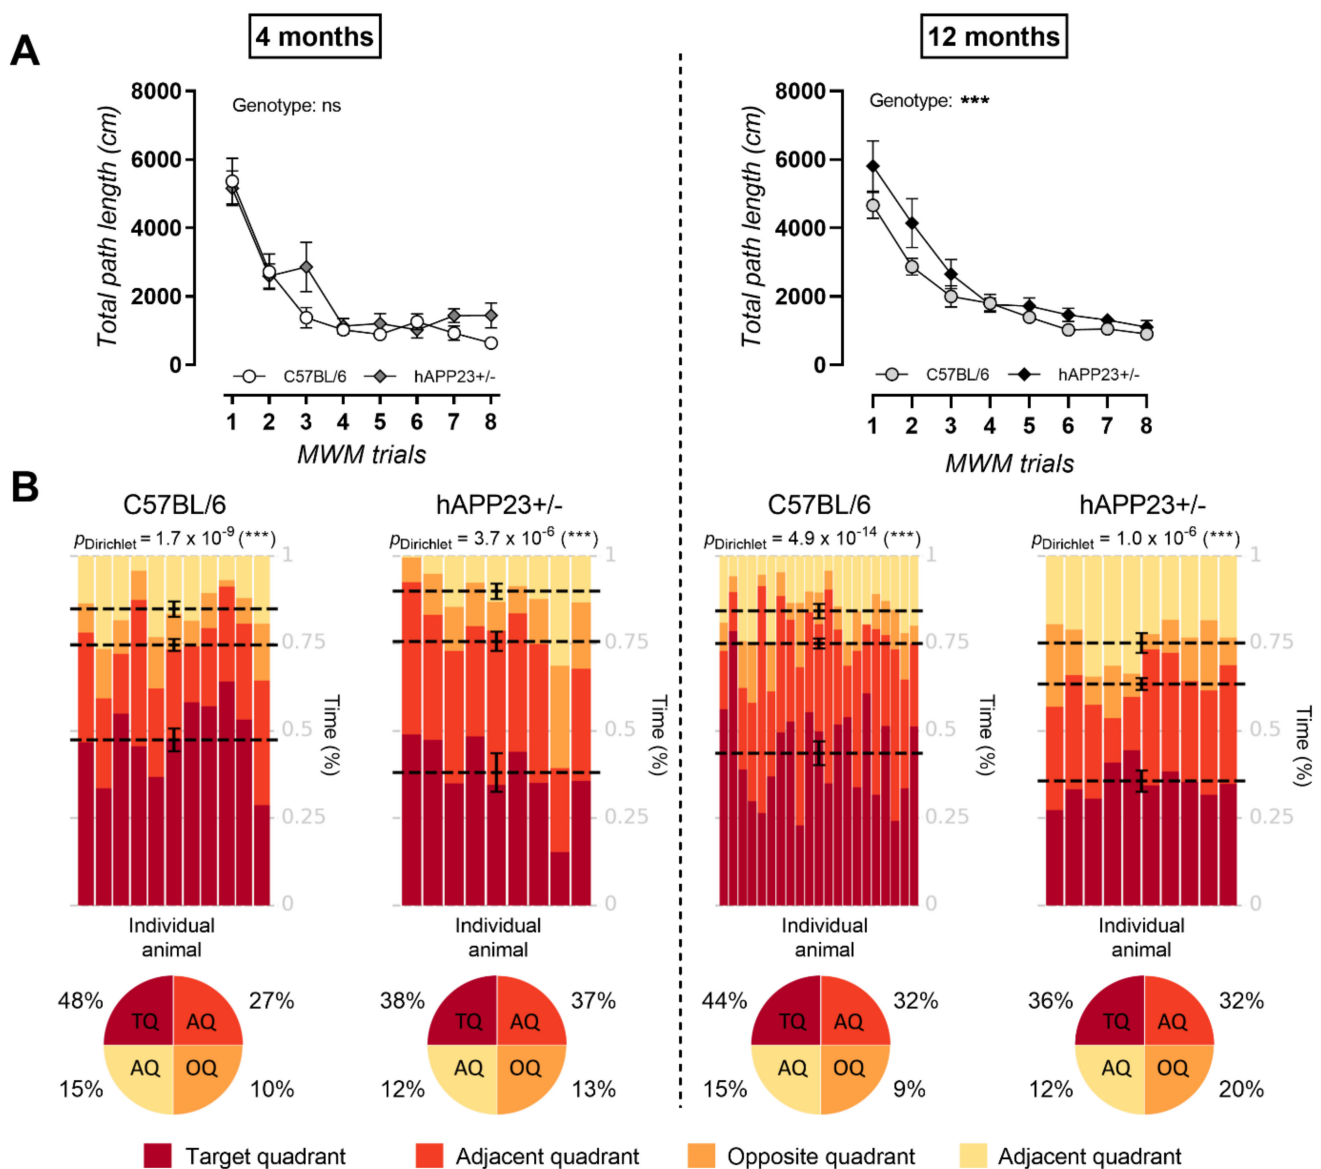 4 months
12 months
A
8000
6000
4000
2000
0
Total path length (cm)
Genotype: ns
C57BL/6
hAPP23+/-
1 2 3 4 5 6 7 8
MWM trials
8000
6000
4000
2000
0
Total path length (cm)
Genotype: ***
C57BL/6
hAPP23+/-
1 2 3 4 5 6 7 8
MWM trials
B
C57BL/6
pDirichlet = 1.7 x 10-9 (***)
1
0.75
0.5
0.25
0
Time (%)
Individual
animal
hAPP23+/-
pDirichlet = 3.7 x 10-6 (***)
1
0.75
0.5
0.25
0
Time (%)
Individual
animal
C57BL/6
pDirichlet = 4.9 x 10-14 (***)
1
0.75
0.5
0.25
0
Time (%)
Individual
animal
hAPP23+/-
pDirichlet = 1.0 x 10-6 (***)
1
0.75
0.5
0.25
0
Time (%)
Individual
animal
48% TQ AQ 27%
15% AQ OQ 10%
38% TQ AQ 37%
12% AQ OQ 13%
44% TQ AQ 32%
15% AQ OQ 9%
36% TQ AQ 32%
12% AQ OQ 20%
Target quadrant
Adjacent quadrant
Opposite quadrant
Adjacent quadrant